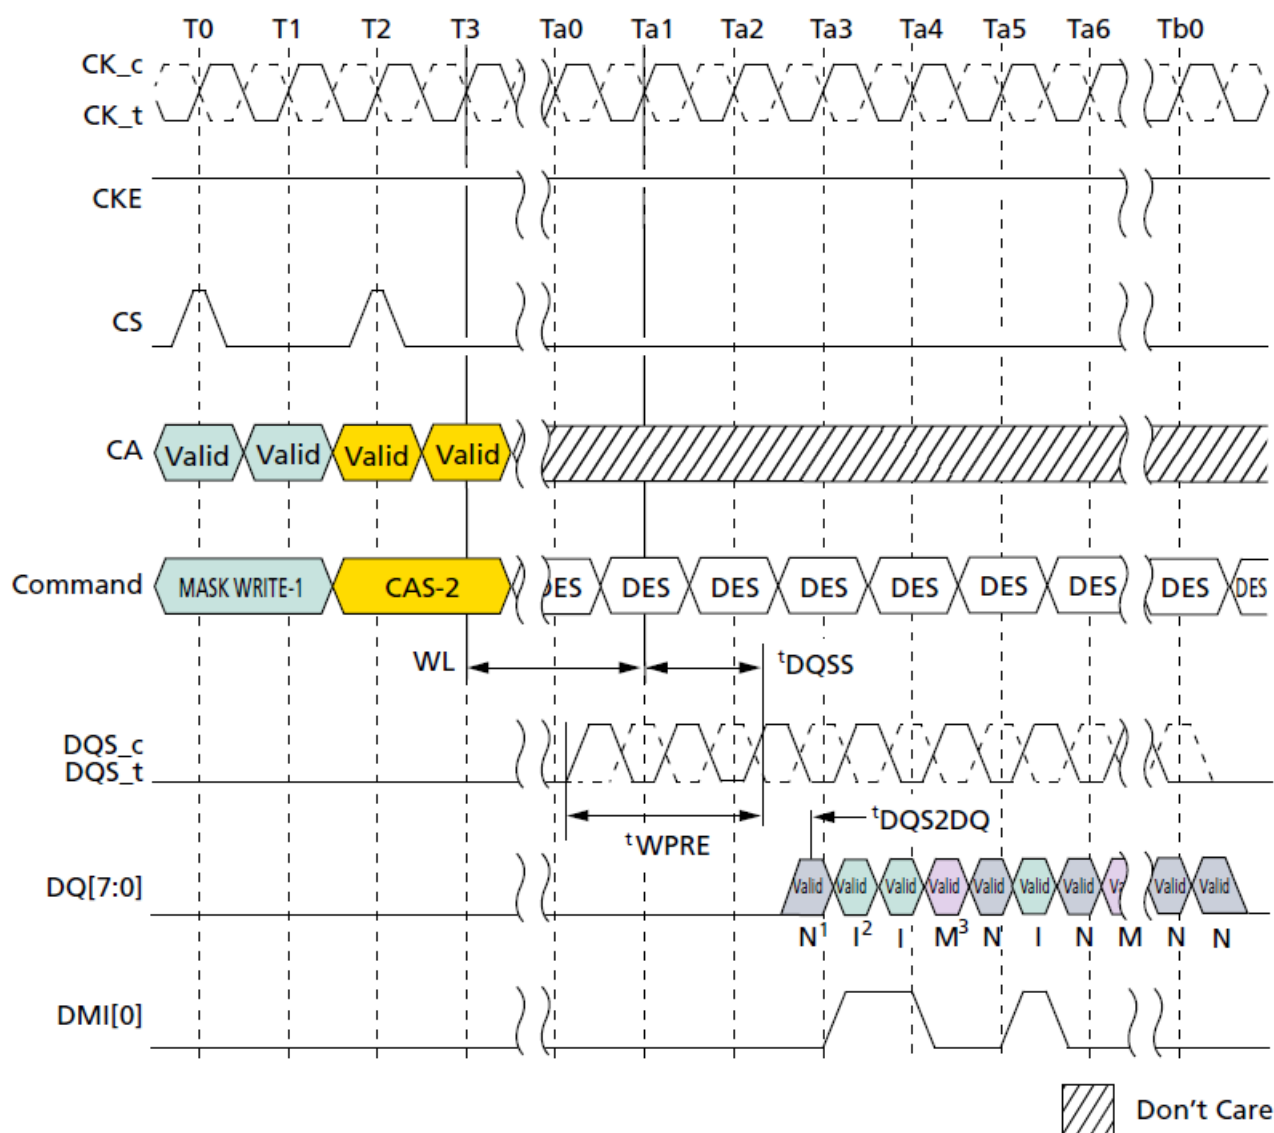 T0 T1 T2 T3 Ta0 Ta1 Ta2 Ta3 Ta4 Ta5 Ta6 Tb0
CK_c
CK_t
CKE
CS
CA Valid Valid Valid Valid
Command MASK WRITE-1 CAS-2 DES DES DES DES DES DES DES DES DES
WL tDQSS
DQS_c
DQS_t
tDQS2DQ
tWPRE
DQ[7:0] Valid Valid Valid Valid Valid Valid Valid Va Valid Valid
N1 I2 I M3 N I N M N N
DMI[0]
Don't Care